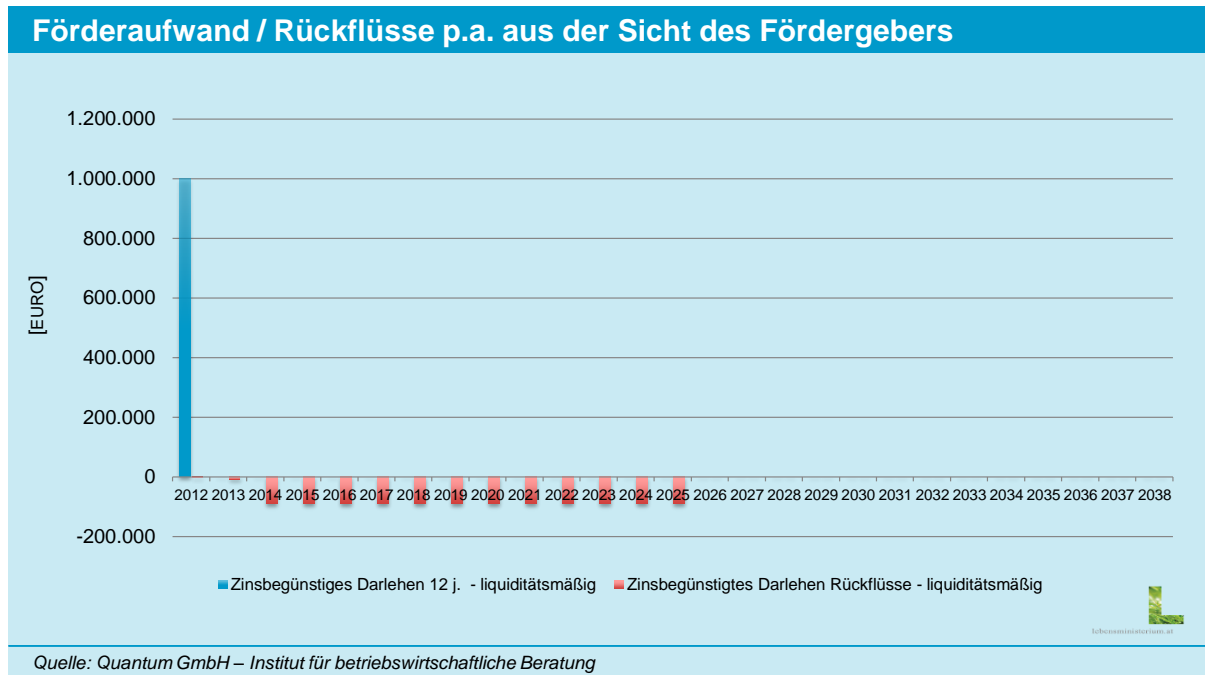 Förderaufwand / Rückflüsse p.a. aus der Sicht des Fördergebers
1.200.000
1.000.000
800.000
600.000
400.000
200.000
0
-200.000
[EURO]
2012 2013 2014 2015 2016 2017 2018 2019 2020 2021 2022 2023 2024 2025 2026 2027 2028 2029 2030 2031 2032 2033 2034 2035 2036 2037 2038
Zinsbegünstiges Darlehen 12 j. - liquiditätsmäßig Zinsbegünstigtes Darlehen Rückflüsse - liquiditätsmäßig
lebensministerium.at
Quelle: Quantum GmbH – Institut für betriebswirtschaftliche Beratung